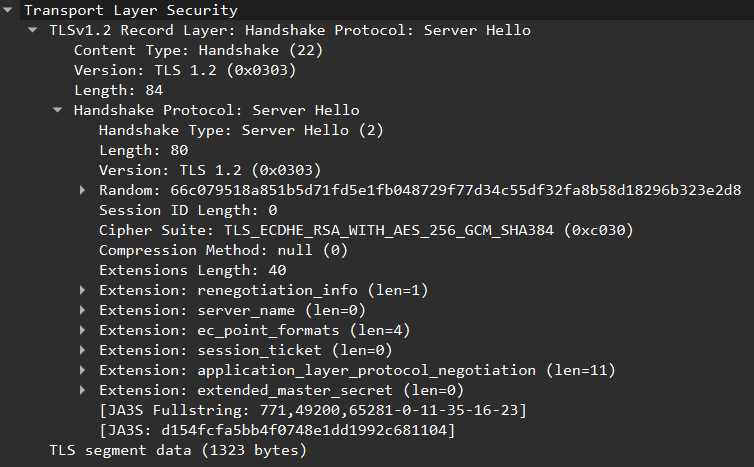 Transport Layer Security
TLSv1.2 Record Layer: Handshake Protocol: Server Hello
Content Type: Handshake (22)
Version: TLS 1.2 (0x0303)
Length: 84
Handshake Protocol: Server Hello
Handshake Type: Server Hello (2)
Length: 80
Version: TLS 1.2 (0x0303)
Random: 66c079518a851b5d71fd5e1fb048729f77d34c55df32fa8b58d18296b323e2d8
Session ID Length: 0
Cipher Suite: TLS_ECDHE_RSA_WITH_AES_256_GCM_SHA384 (0xc030)
Compression Method: null (0)
Extensions Length: 40
Extension: renegotiation_info (len=1)
Extension: server_name (len=0)
Extension: ec_point_formats (len=4)
Extension: session_ticket (len=0)
Extension: application_layer_protocol_negotiation (len=11)
Extension: extended_master_secret (len=0)
[JA3S Fullstring: 771,49200,65281-0-11-35-16-23]
[JA3S: d154fcfa5bb4f0748e1dd1992c681104]
TLS segment data (1323 bytes)